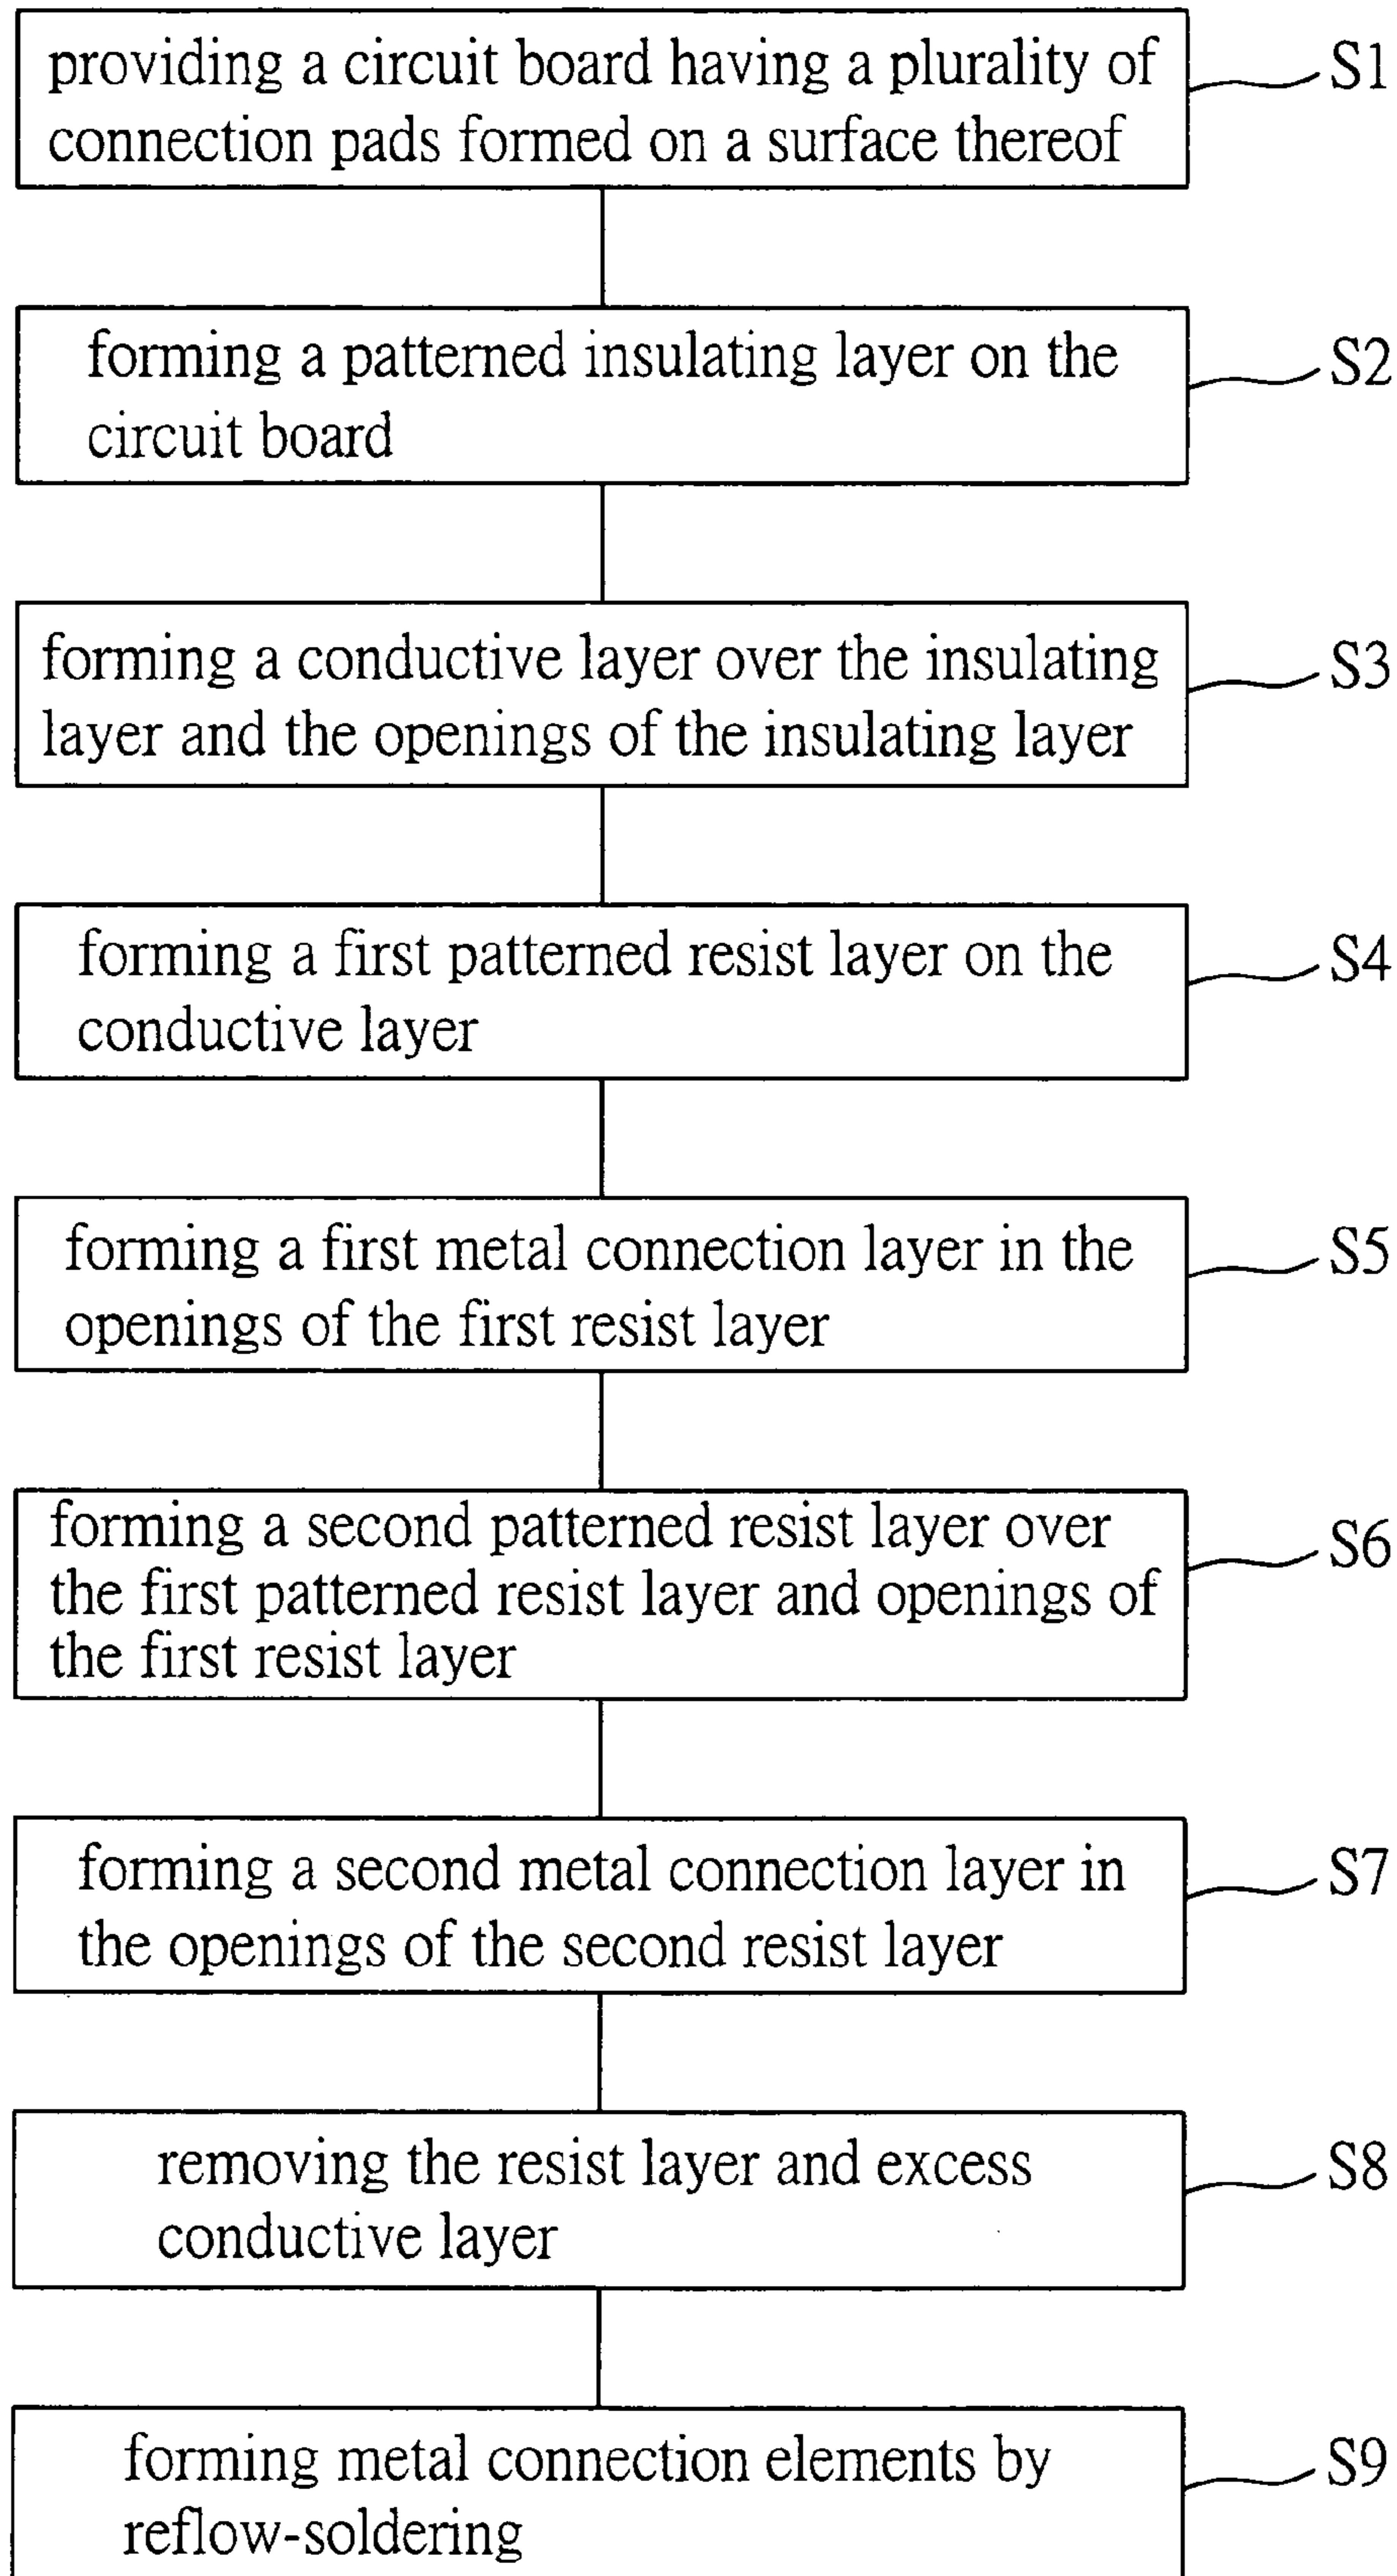 providing a circuit board having a plurality of
connection pads formed on a surface thereof
S1
forming a patterned insulating layer on the
circuit board
S2
forming a conductive layer over the insulating
layer and the openings of the insulating layer
S3
forming a first patterned resist layer on the
conductive layer
S4
forming a first metal connection layer in the
openings of the first resist layer
S5
forming a second patterned resist layer over
the first patterned resist layer and openings of
the first resist layer
S6
forming a second metal connection layer in
the openings of the second resist layer
S7
removing the resist layer and excess
conductive layer
S8
forming metal connection elements by
reflow-soldering
S9